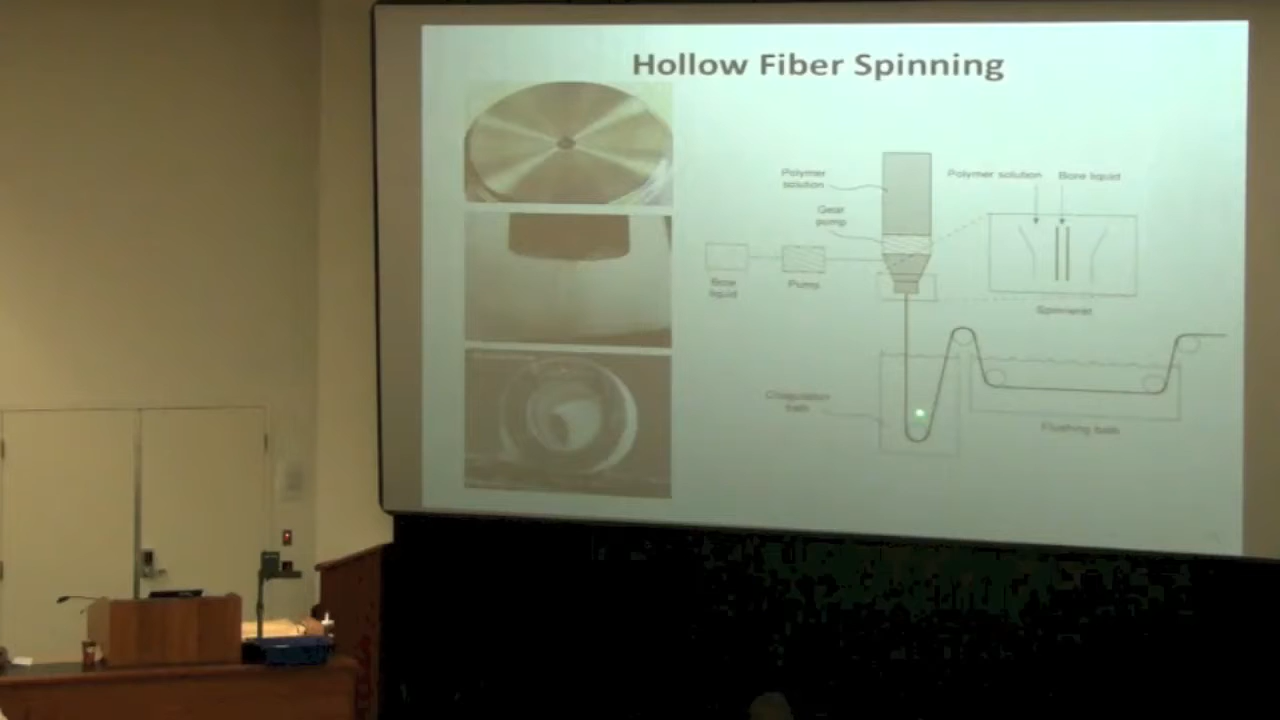 Hollow Fiber Spinning
Polymer
solution
Polymer solution
Bore liquid
Gear
pump
Bore
liquid
Pump
Spinneret
Coagulation
bath
Flushing bath